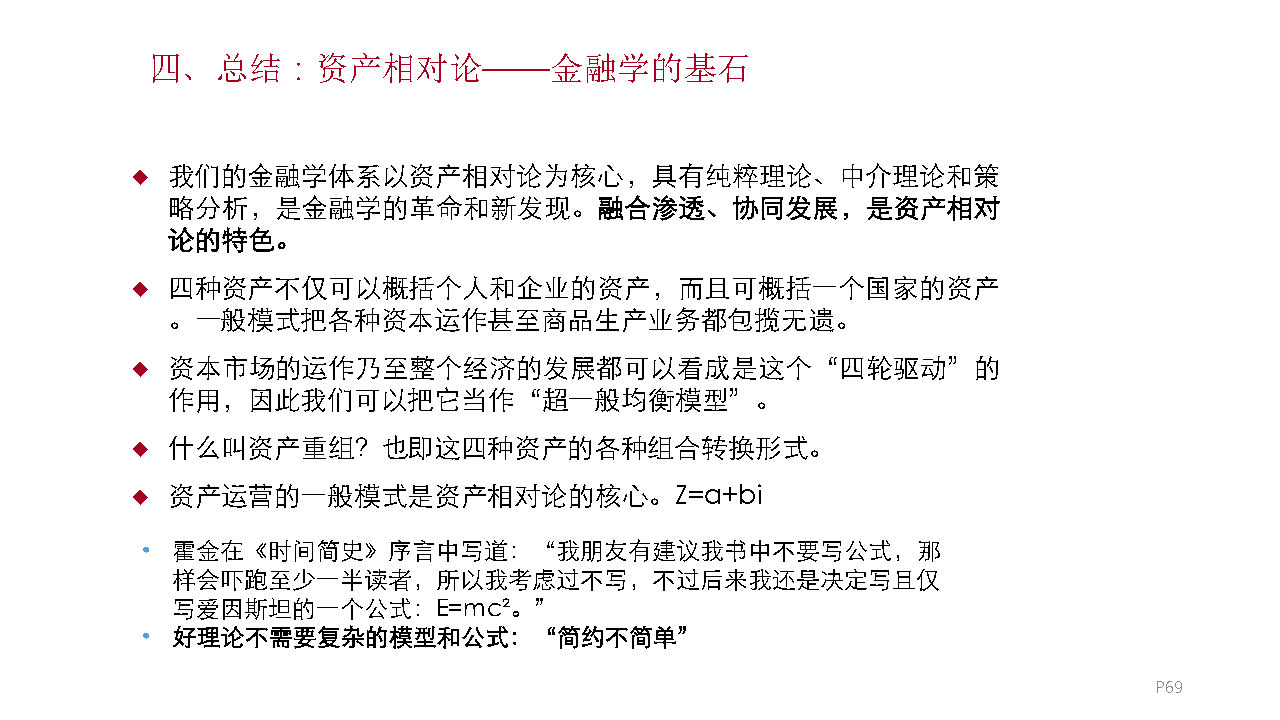 四、总结：资产相对论——金融学的基石
◆ 我们的金融学体系以资产相对论为核心，具有纯粹理论、中介理论和策
略分析，是金融学的革命和新发现。融合渗透、协同发展，是资产相对
论的特色。
◆ 四种资产不仅可以概括个人和企业的资产，而且可概括一个国家的资产
。一般模式把各种资本运作甚至商品生产业务都包揽无遗。
◆ 资本市场的运作乃至整个经济的发展都可以看成是这个“四轮驱动”的
作用，因此我们可以把它当作“超一般均衡模型”。
◆ 什么叫资产重组？也即这四种资产的各种组合转换形式。
◆ 资产运营的一般模式是资产相对论的核心。Z=a+bi
• 霍金在《时间简史》序言中写道：“我朋友有建议我书中不要写公式，那
样会吓跑至少一半读者，所以我考虑过不写，不过后来我还是决定写且仅
写爱因斯坦的一个公式：E=mc²。”
• 好理论不需要复杂的模型和公式：“简约不简单”
P69